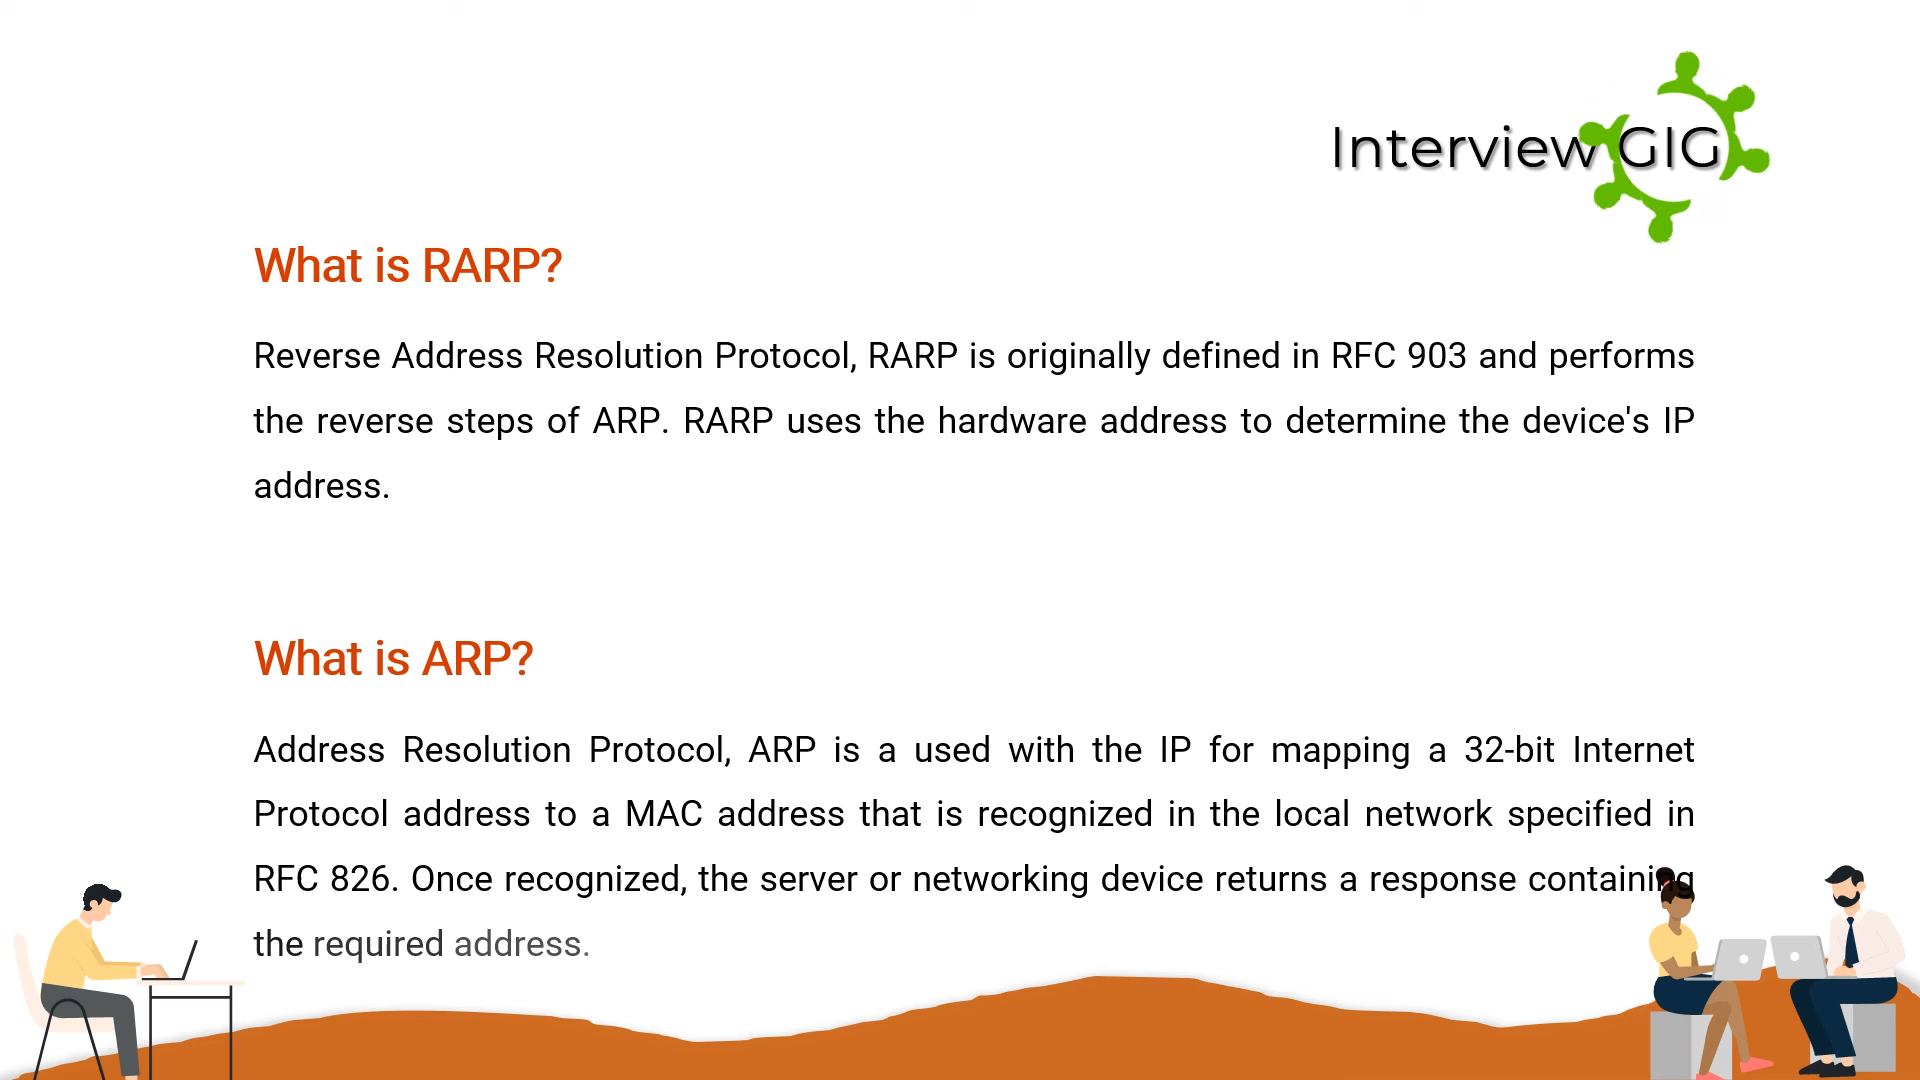 Interview GIG
What is RARP?
Reverse Address Resolution Protocol, RARP is originally defined in RFC 903 and performs
the reverse steps of ARP. RARP uses the hardware address to determine the device's IP
address.
What is ARP?
Address Resolution Protocol, ARP is a used with the IP for mapping a 32-bit Internet
Protocol address to a MAC address that is recognized in the local network specified in
RFC 826. Once recognized, the server or networking device returns a response containing
the required address.